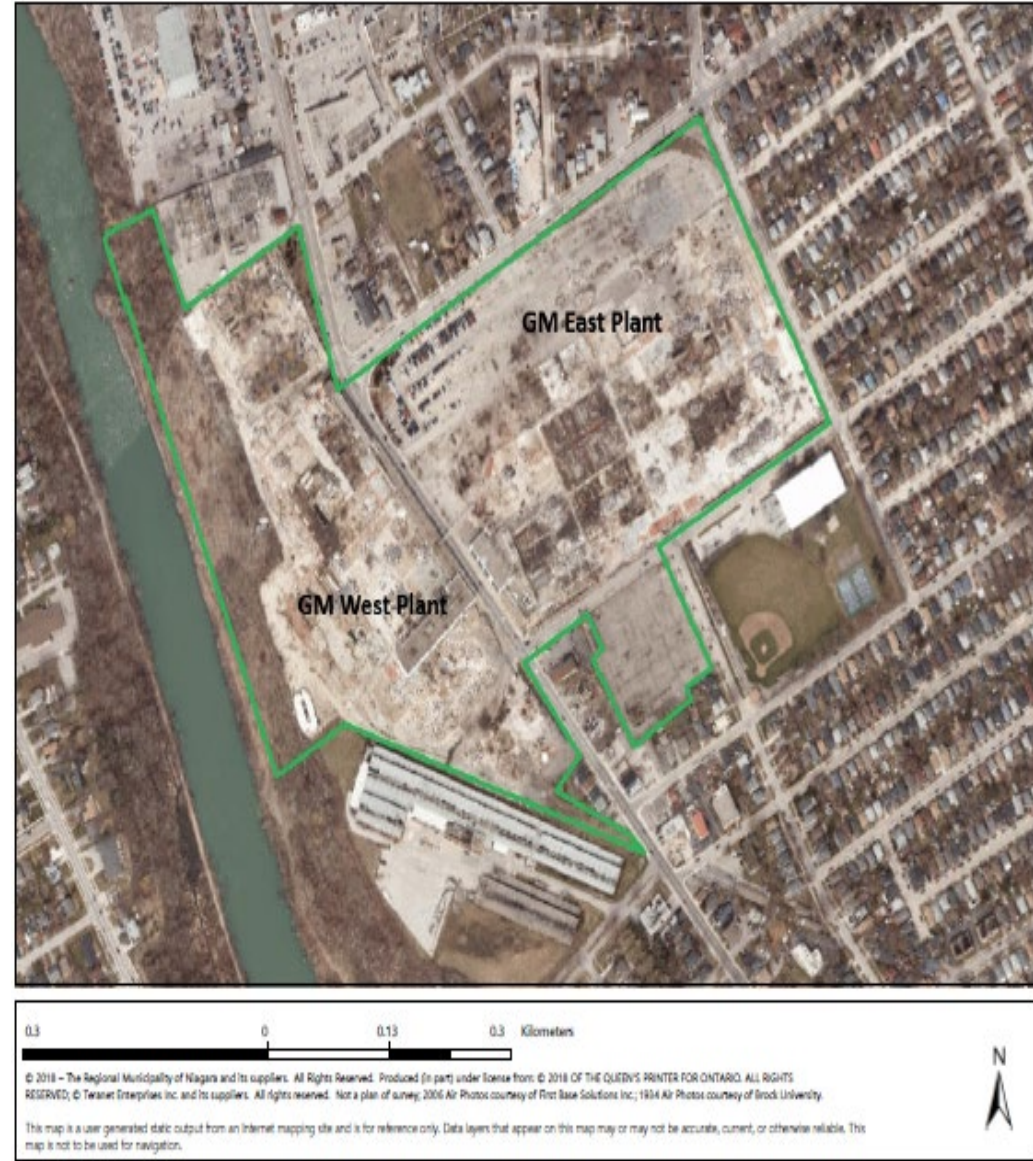 GM East Plant
GM West Plant
0.3 0 0.13 0.3 Kilometers
© 2018 – The Regional Municipality of Niagara and its suppliers. All Rights Reserved. Produced (in part) under license from: © 2018 OF THE QUEEN'S PRINTER FOR ONTARIO. ALL RIGHTS
RESERVED; © Teranet Enterprises Inc. and its suppliers. All rights reserved. Not a plan of survey; 2006 Air Photos courtesy of First Base Solutions Inc.; 1934 Air Photos courtesy of Brock University.
N
This map is a user generated static output from an Internet mapping site and is for reference only. Data layers that appear on this map may or may not be accurate, current, or otherwise reliable. This
map is not to be used for navigation.